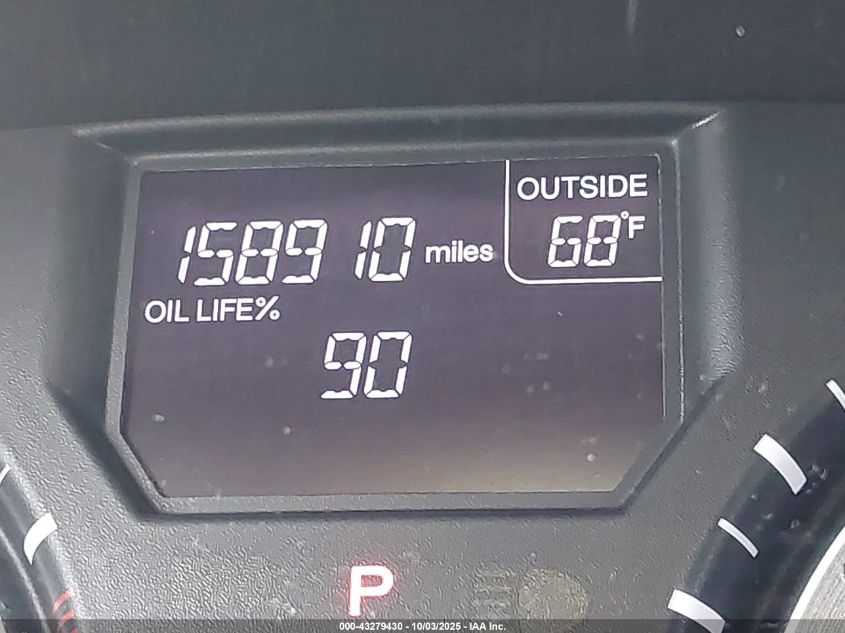 OUTSIDE
158910 miles 68°F
OIL LIFE%
90
P
000-43279430 - 10/03/2025 - IAA Inc.